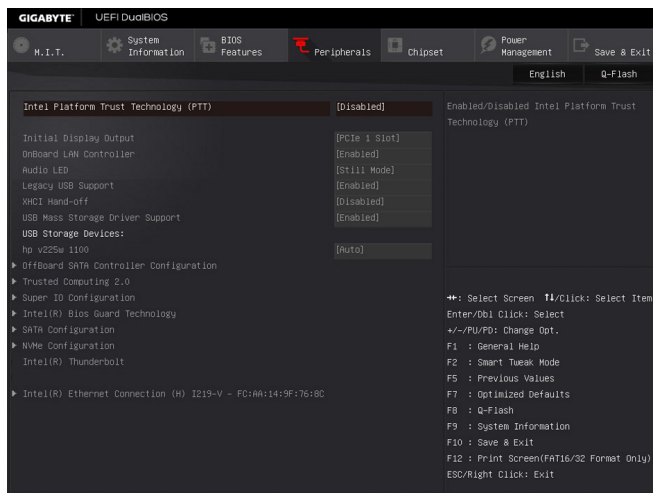 GIGABYTE™ UEFI DualBIOS
M.I.T.
System Information
BIOS Features
Peripherals
Chipset
Power Management
Save & Exit
English Q-Flash
Intel Platform Trust Technology (PTT) [Disabled]
Initial Display Output [PCIe 1 Slot]
OnBoard LAN Controller [Enabled]
Audio LED [Still Mode]
Legacy USB Support [Enabled]
XHCI Hand-off [Disabled]
USB Mass Storage Driver Support [Enabled]
USB Storage Devices:
hp v225w 1100 [Auto]
OffBoard SATA Controller Configuration
Trusted Computing 2.0
Super IO Configuration
Intel(R) Bios Guard Technology
SATA Configuration
NVMe Configuration
Intel(R) Thunderbolt
Intel(R) Ethernet Connection (H) I219-V - FC:AA:14:9F:76:8C
Enabled/Disabled Intel Platform Trust
Technology (PTT)
→←: Select Screen ↑↓/Click: Select Item
Enter/Dbl Click: Select
+/-/PU/PD: Change Opt.
F1 : General Help
F2 : Smart Tweak Mode
F5 : Previous Values
F7 : Optimized Defaults
F8 : Q-Flash
F9 : System Information
F10 : Save & Exit
F12 : Print Screen(FAT16/32 Format Only)
ESC/Right Click: Exit